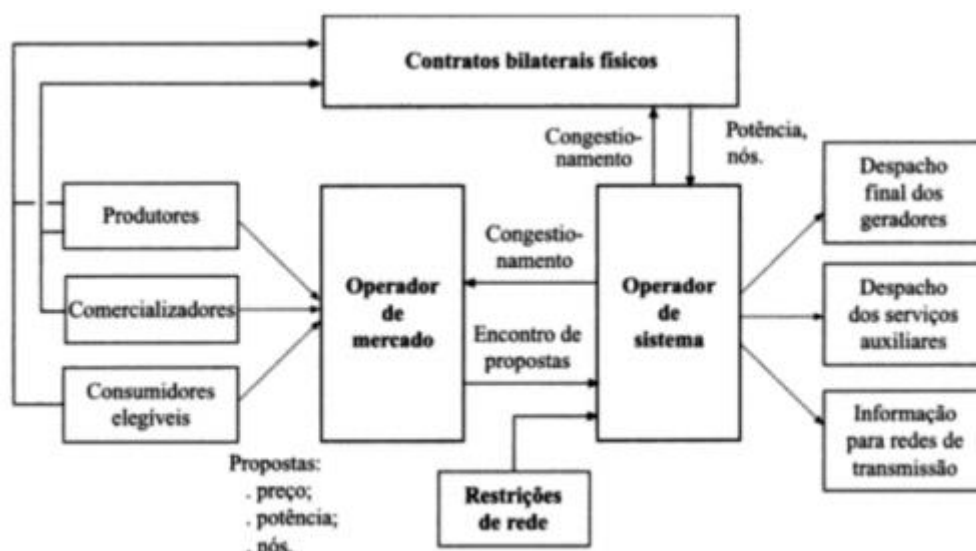 Contratos bilaterais físicos
Congestio-
namento
Potência,
nós.
Produtores
Comercializadores
Consumidores
elegíveis
Operador
de
mercado
Congestio-
namento
Encontro de
propostas
Operador
de
sistema
Despacho
final dos
geradores
Despacho
dos serviços
auxiliares
Informação
para redes de
transmissão
Propostas:
. preço;
. potência;
. nós.
Restrições
de rede